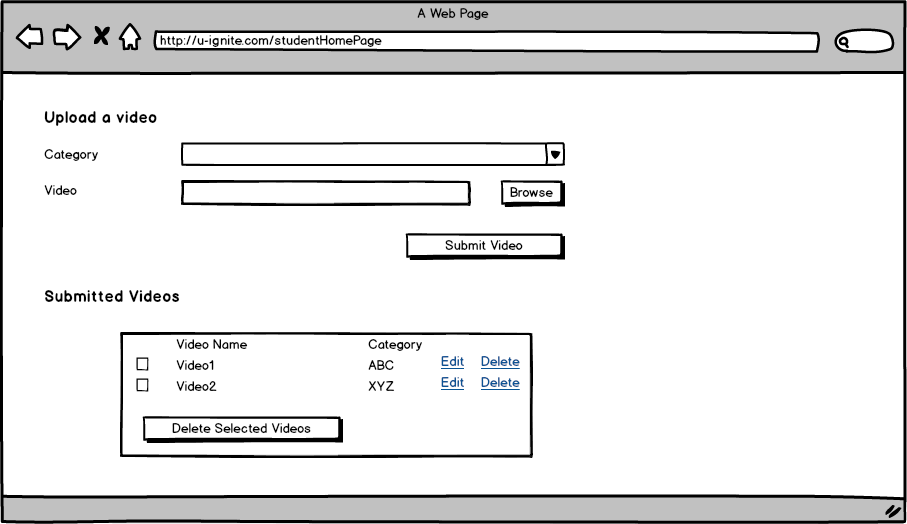 A Web Page
http://u-ignite.com/studentHomePage
Upload a video
Category
Video
Browse
Submit Video
Submitted Videos
Video Name Category
Video1 ABC Edit Delete
Video2 XYZ Edit Delete
Delete Selected Videos